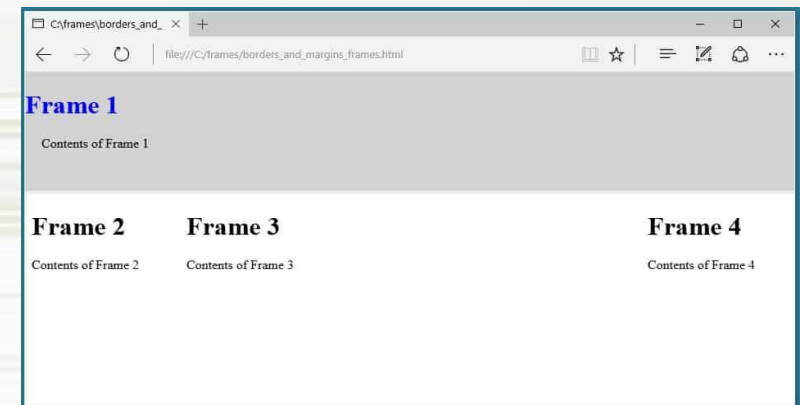 C:\frames\borders_and_
file:///C:/frames/borders_and_margins_frames.html
Frame 1
Contents of Frame 1
Frame 2 Frame 3 Frame 4
Contents of Frame 2 Contents of Frame 3 Contents of Frame 4